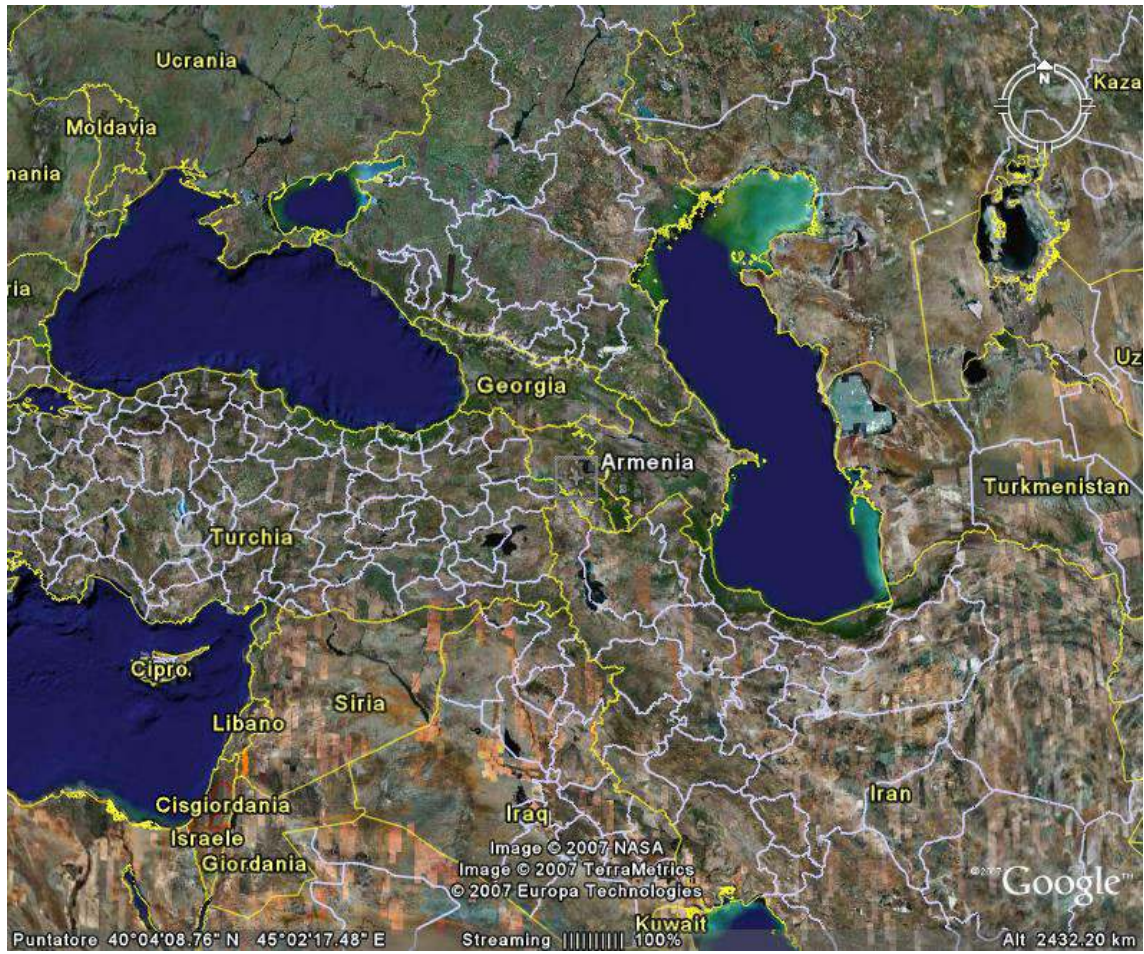 Ucrania
N
Kaza
Moldavia
mania
ria
Uz
Georgia
Armenia
Turkmenistan
Turchia
Cipro
Siria
Libano
Cisgiordania
Iran
Iraq
Israele
Image © 2007 NASA
Giordania
Image © 2007 TerraMetrics
© 2007 Europa Technologies
©2007 Google™
Kuwait
Puntatore 40°04'08.76" N 45°02'17.48" E Streaming |||||||||| 100% Alt 2432.20 km